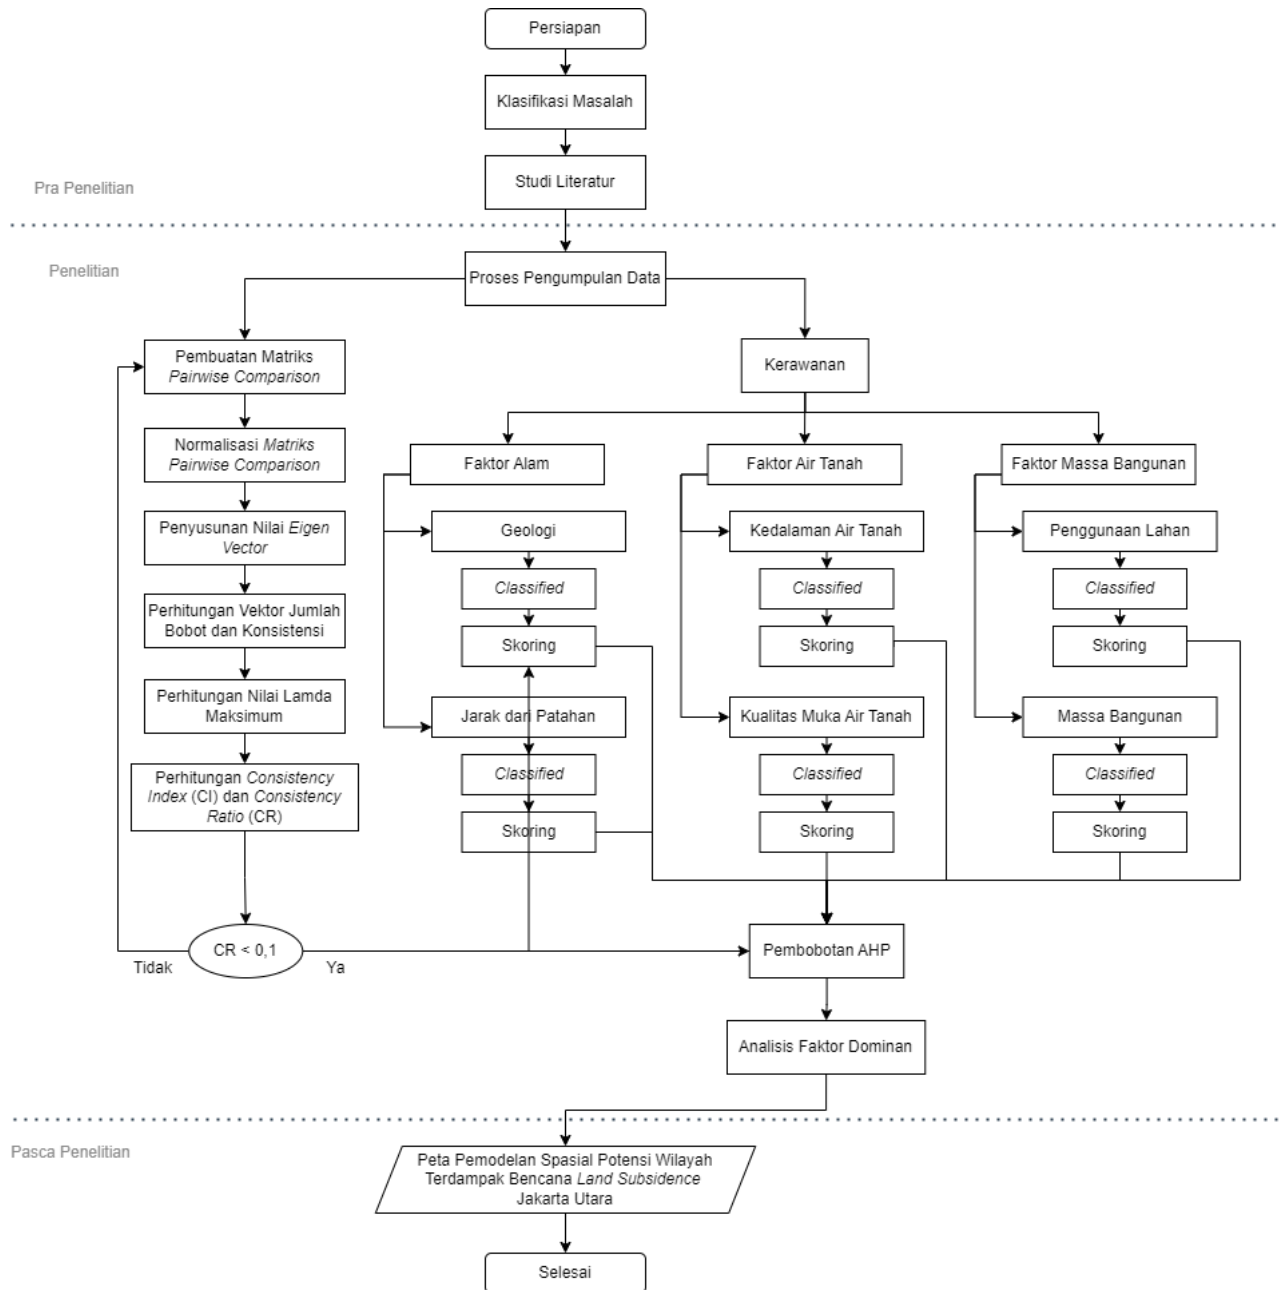 Persiapan
Klasifikasi Masalah
Studi Literatur
Pra Penelitian
Penelitian
Proses Pengumpulan Data
Pembuatan Matriks
Pairwise Comparison
Normalisasi Matriks
Pairwise Comparison
Penyusunan Nilai Eigen
Vector
Perhitungan Vektor Jumlah
Bobot dan Konsistensi
Perhitungan Nilai Lamda
Maksimum
Perhitungan Consistency
Index (CI) dan Consistency
Ratio (CR)
CR < 0,1
Tidak
Ya
Kerawanan
Faktor Alam
Geologi
Classified
Skoring
Jarak dari Patahan
Classified
Skoring
Faktor Air Tanah
Kedalaman Air Tanah
Classified
Skoring
Kualitas Muka Air Tanah
Classified
Skoring
Faktor Massa Bangunan
Penggunaan Lahan
Classified
Skoring
Massa Bangunan
Classified
Skoring
Pembobotan AHP
Analisis Faktor Dominan
Pasca Penelitian
Peta Pemodelan Spasial Potensi Wilayah
Terdampak Bencana Land Subsidence
Jakarta Utara
Selesai